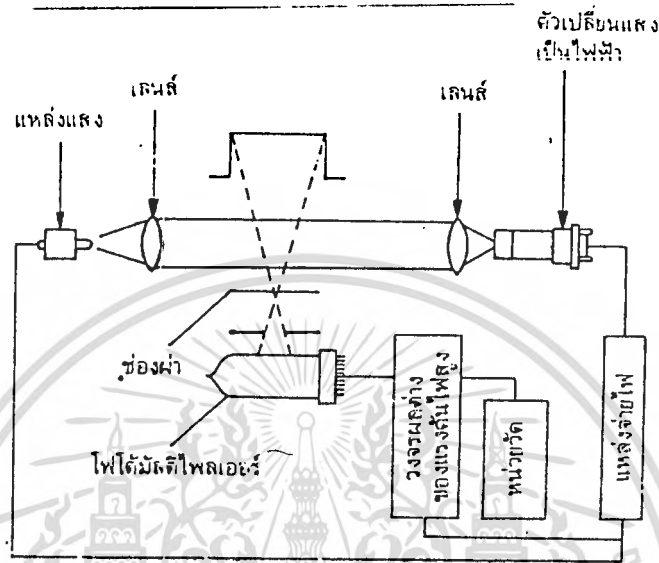 ตัวเปลี่ยนแสง
เป็นไฟฟ้า
เลนส์
เลนส์
แหล่งแสง
ช่องผ่า
โฟโต้มัลติไพลเออร์
วงจรผลต่าง
ของแรงดันไฟสูง
หน่วยวัด
แหล่งจ่ายไฟ